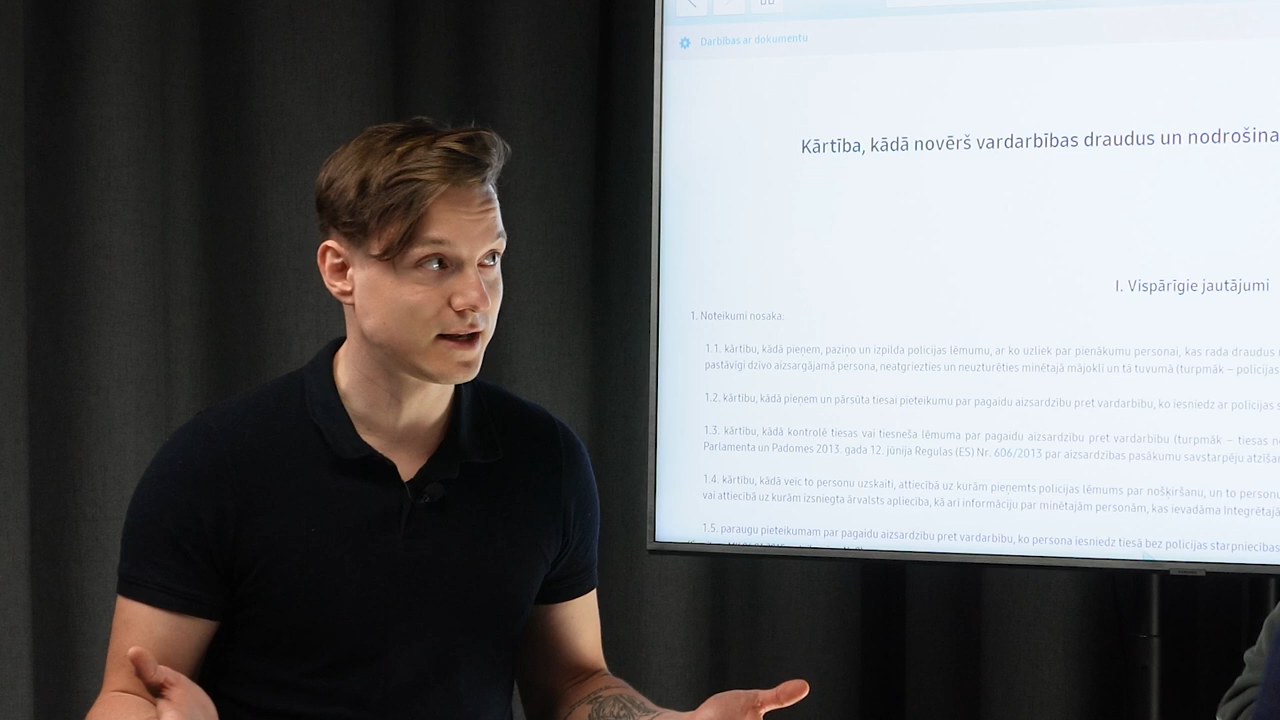 Darbības ar dokumentu
Kārtība, kādā novērš vardarbības draudus un nodrošina
I. Vispārīgie jautājumi
1. Noteikumi nosaka:
1.1. kārtību, kādā pieņem, paziņo un izpilda policijas lēmumu, ar ko uzliek par pienākumu personai, kas rada draudus
pastāvīgi dzīvo aizsargājamā persona, neatgriezties un neuzturēties minētajā mājoklī un tā tuvumā (turpmāk – policijas
1.2. kārtību, kādā pieņem un pārsūta tiesai pieteikumu par pagaidu aizsardzību pret vardarbību, ko iesniedz ar policijas
1.3. kārtību, kādā kontrolē tiesas vai tiesneša lēmuma par pagaidu aizsardzību pret vardarbību (turpmāk – tiesas
Parlamenta un Padomes 2013. gada 12. jūnija Regulas (ES) Nr. 606/2013 par aizsardzības pasākumu savstarpēju
1.4. kārtību, kādā veic to personu uzskaiti, attiecībā uz kurām pieņemts policijas lēmums par nošķiršanu, un to
vai attiecībā uz kurām izsniegta ārvalsts apliecība, kā arī informāciju par minētajām personām, kas ievadāma
1.5. paraugu pieteikumam par pagaidu aizsardzību pret vardarbību, ko persona iesniedz tiesā bez policijas